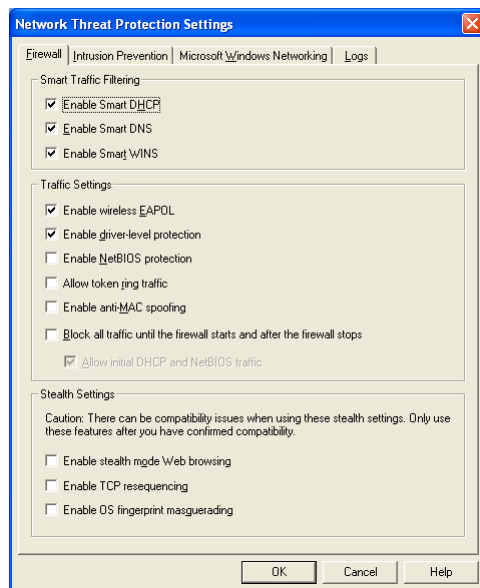 Network Threat Protection Settings
Firewall Intrusion Prevention Microsoft Windows Networking Logs
Smart Traffic Filtering
Enable Smart DHCP
Enable Smart DNS
Enable Smart WINS
Traffic Settings
Enable wireless EAPOL
Enable driver-level protection
Enable NetBIOS protection
Allow token ring traffic
Enable anti-MAC spoofing
Block all traffic until the firewall starts and after the firewall stops
Allow initial DHCP and NetBIOS traffic
Stealth Settings
Caution: There can be compatibility issues when using these stealth settings. Only use
these features after you have confirmed compatibility.
Enable stealth mode Web browsing
Enable TCP resequencing
Enable OS fingerprint masquerading
OK Cancel Help